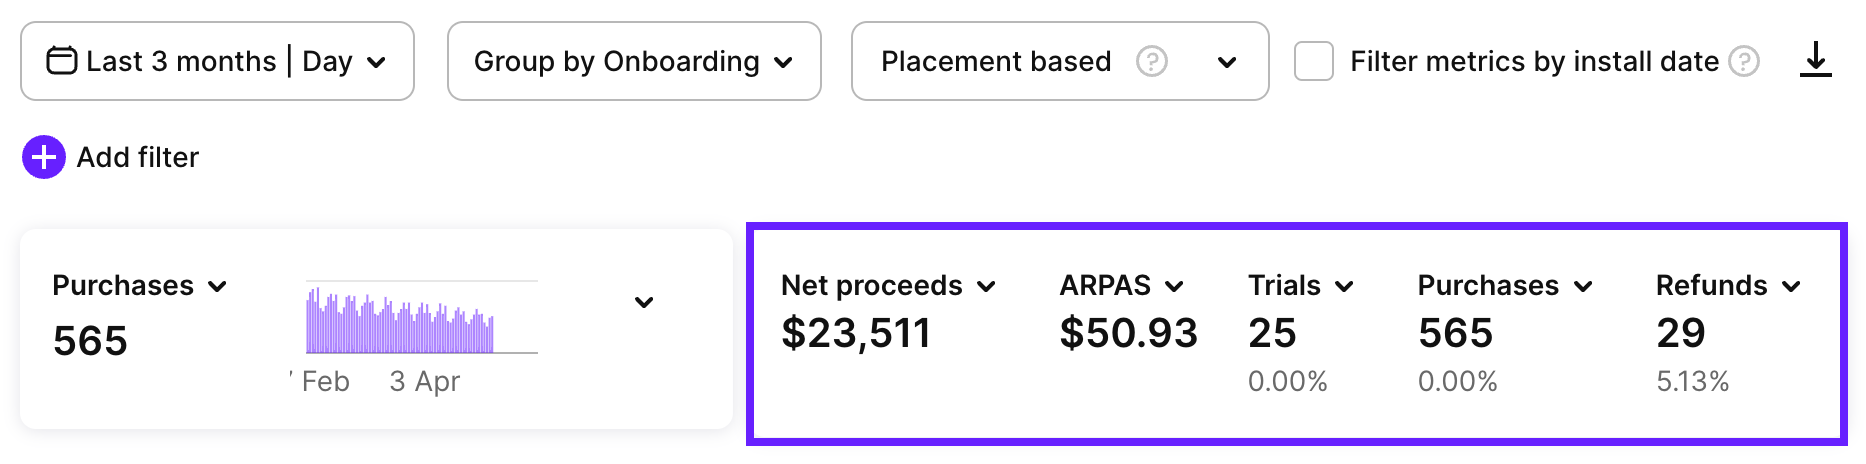 Last 3 months | Day
Group by Onboarding
Placement based ?
Filter metrics by install date ?
Add filter
Purchases
565
Feb
3 Apr
Net proceeds
$23,511
ARPAS
$50.93
Trials
25
0.00%
Purchases
565
0.00%
Refunds
29
5.13%